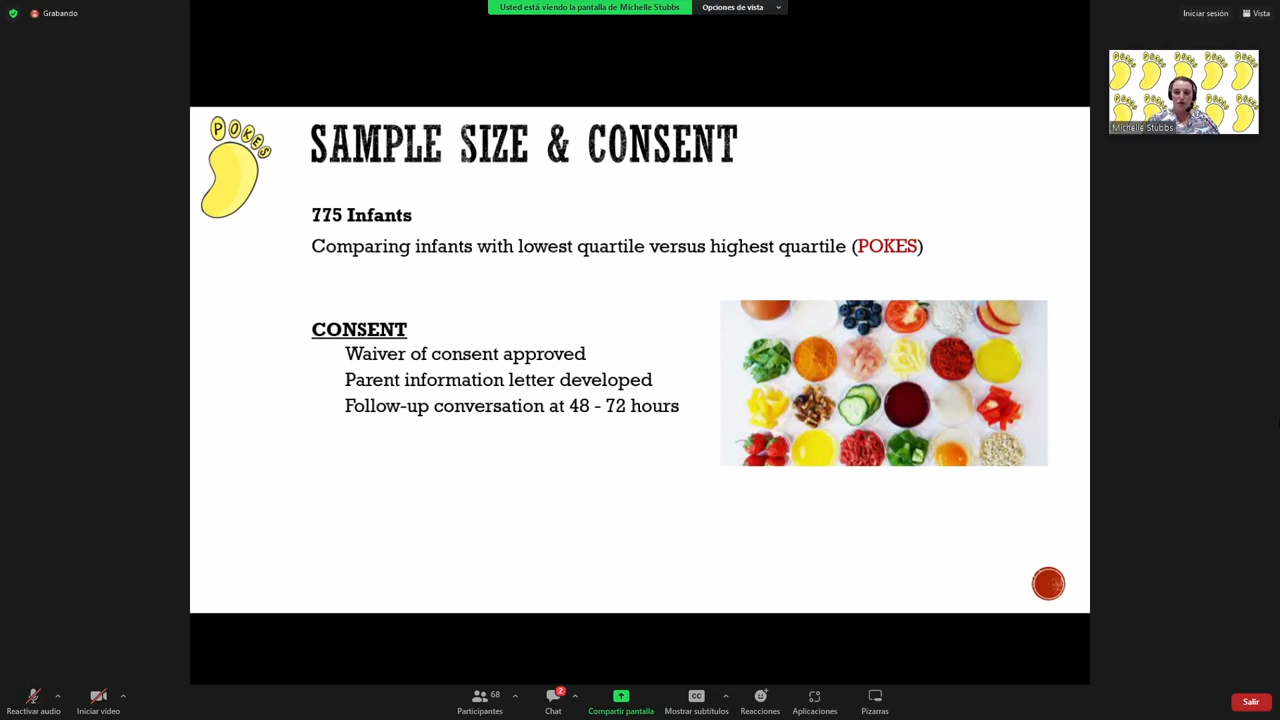 Grabando
Usted está viendo la pantalla de Michelle Stubbs
Opciones de vista
Iniciar sesión
Vista
Michelle Stubbs
POKES
SAMPLE SIZE & CONSENT
775 Infants
Comparing infants with lowest quartile versus highest quartile (POKES)
CONSENT
Waiver of consent approved
Parent information letter developed
Follow-up conversation at 48 - 72 hours
Reactivar audio
Iniciar video
68
Participantes
2
Chat
Compartir pantalla
CC
Mostrar subtítulos
Reacciones
Aplicaciones
Pizarras
Salir